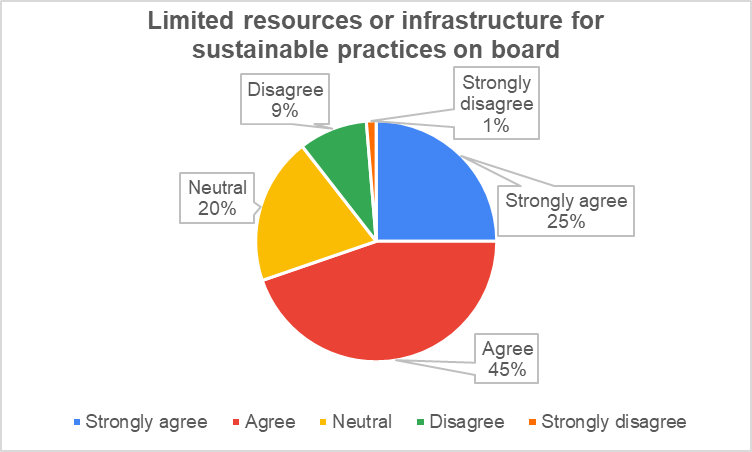 Limited resources or infrastructure for
sustainable practices on board
Strongly
disagree
1%
Disagree
9%
Neutral
20%
Strongly agree
25%
Agree
45%
Strongly agree
Agree
Neutral
Disagree
Strongly disagree